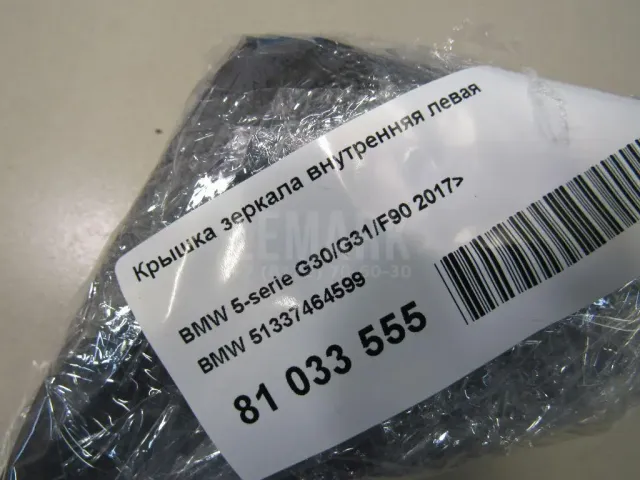 Крышка зеркала внутренняя левая
BMW 5-serie G30/G31/F90 2017>
BMW 51337464599
81 033 555